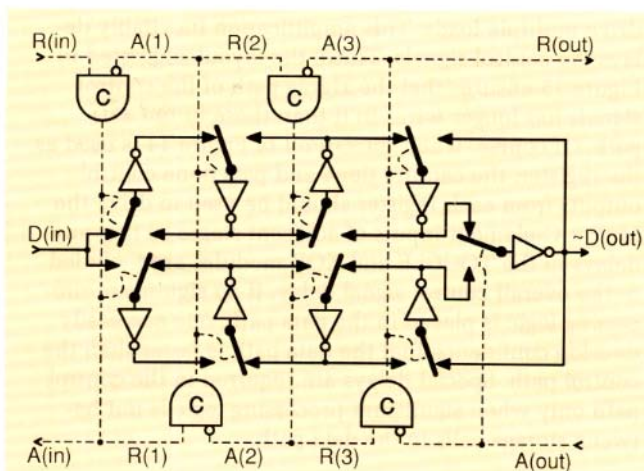 R(in) A(1) R(2) A(3) R(out)
C C
D(in) ~D(out)
C C
A(in) R(1) A(2) R(3) A(out)